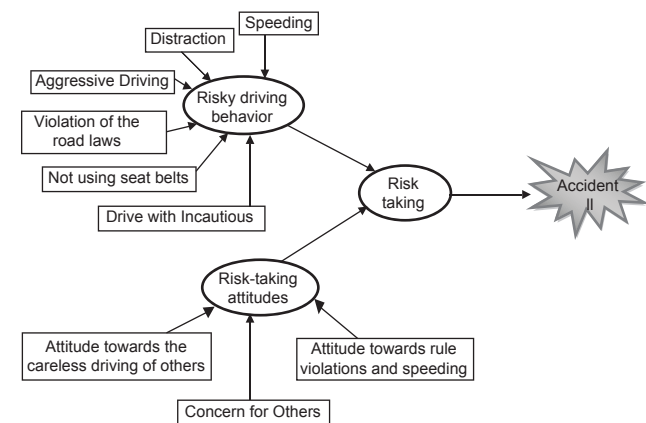 Speeding
Distraction
Aggressive Driving
Risky driving
behavior
Violation of the
road laws
Not using seat belts
Drive with Incautious
Risk
taking
Accident
II
Risk-taking
attitudes
Attitude towards the
careless driving of others
Attitude towards rule
violations and speeding
Concern for Others